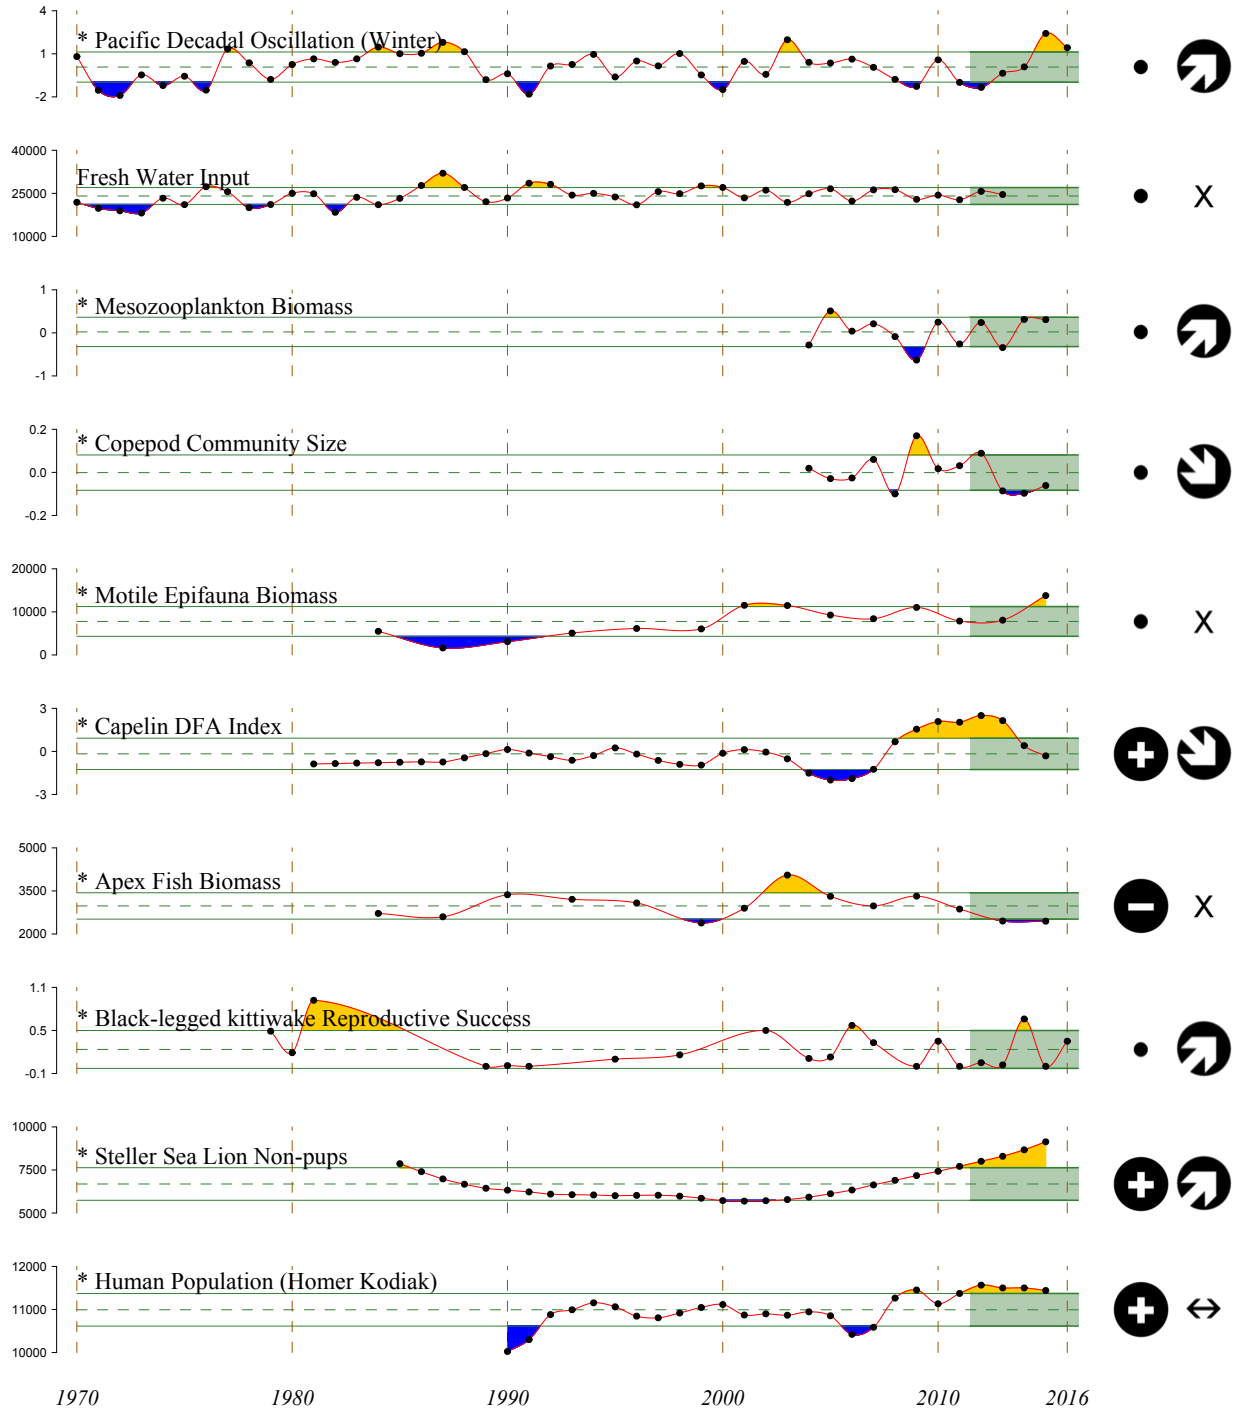 4
* Pacific Decadal Oscillation (Winter)
1
-2
40000
Fresh Water Input
25000
X
10000
1
* Mesozooplankton Biomass
0
-1
0.2
* Copepod Community Size
0.0
-0.2
20000
* Motile Epifauna Biomass
10000
X
0
3
* Capelin DFA Index
0
-3
5000
* Apex Fish Biomass
3500
X
2000
1.1
* Black-legged kittiwake Reproductive Success
0.5
-0.1
10000
* Steller Sea Lion Non-pups
7500
5000
12000
* Human Population (Homer Kodiak)
11000
10000
1970 1980 1990 2000 2010 2016